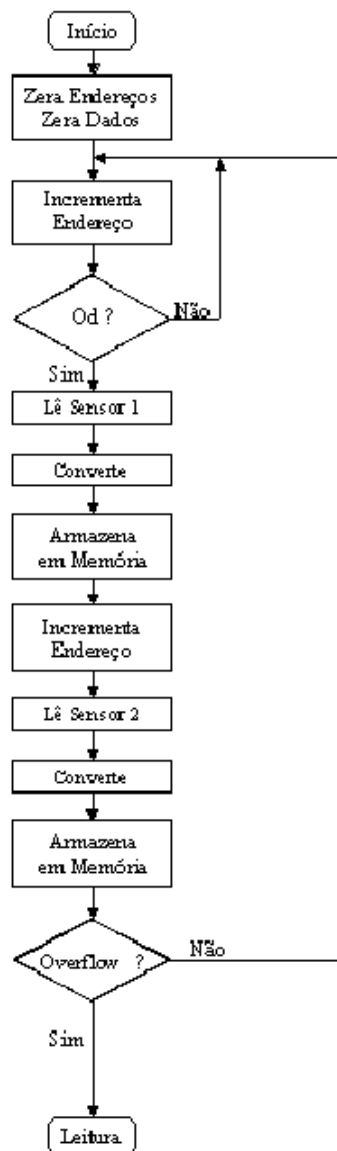 Início
Zera Endereços
Zera Dados
Incrementa
Endereço
Od ?
Não
Sim
Lê Sensor 1
Converte
Armazena
em Memória
Incrementa
Endereço
Lê Sensor 2
Converte
Armazena
em Memória
Overflow ?
Não
Sim
Leitura